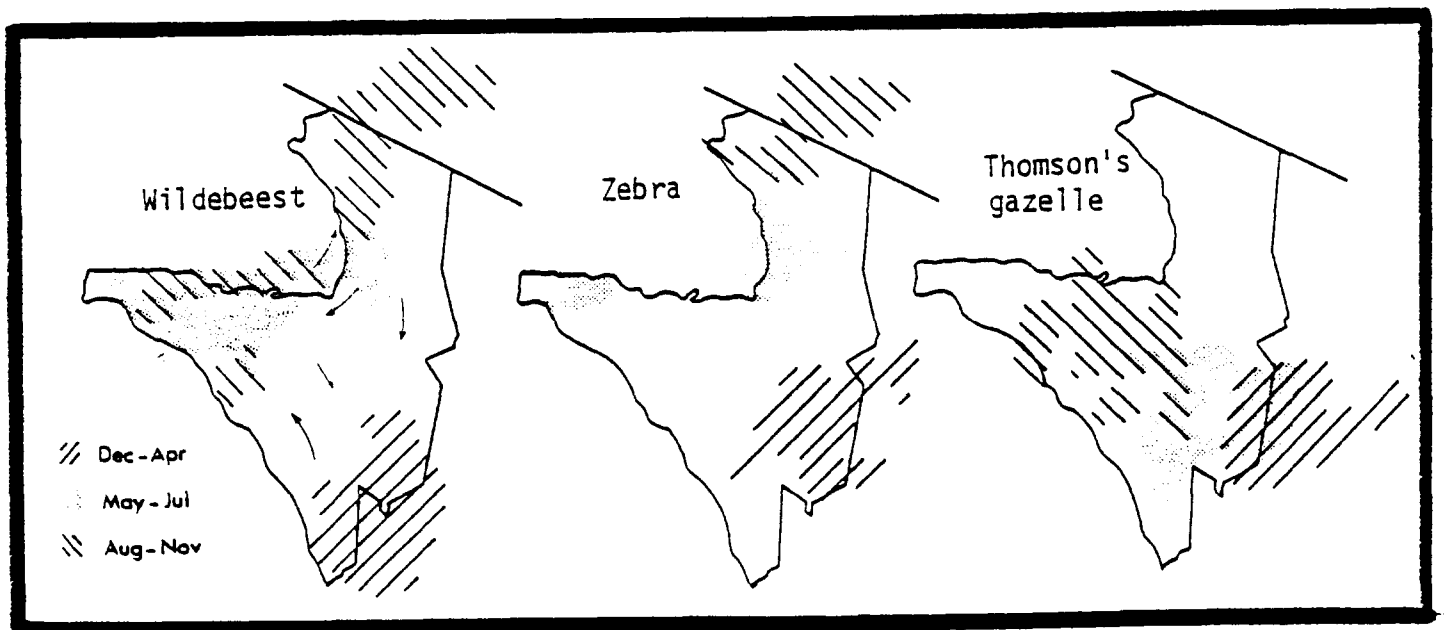 Wildebeest
Zebra
Thomson's
gazelle
Dec-Apr
May-Jul
Aug-Nov